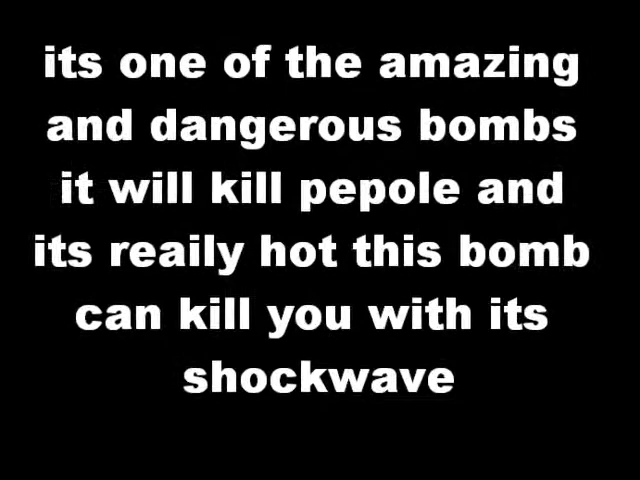 its one of the amazing
and dangerous bombs
it will kill pepole and
its reaily hot this bomb
can kill you with its
shockwave